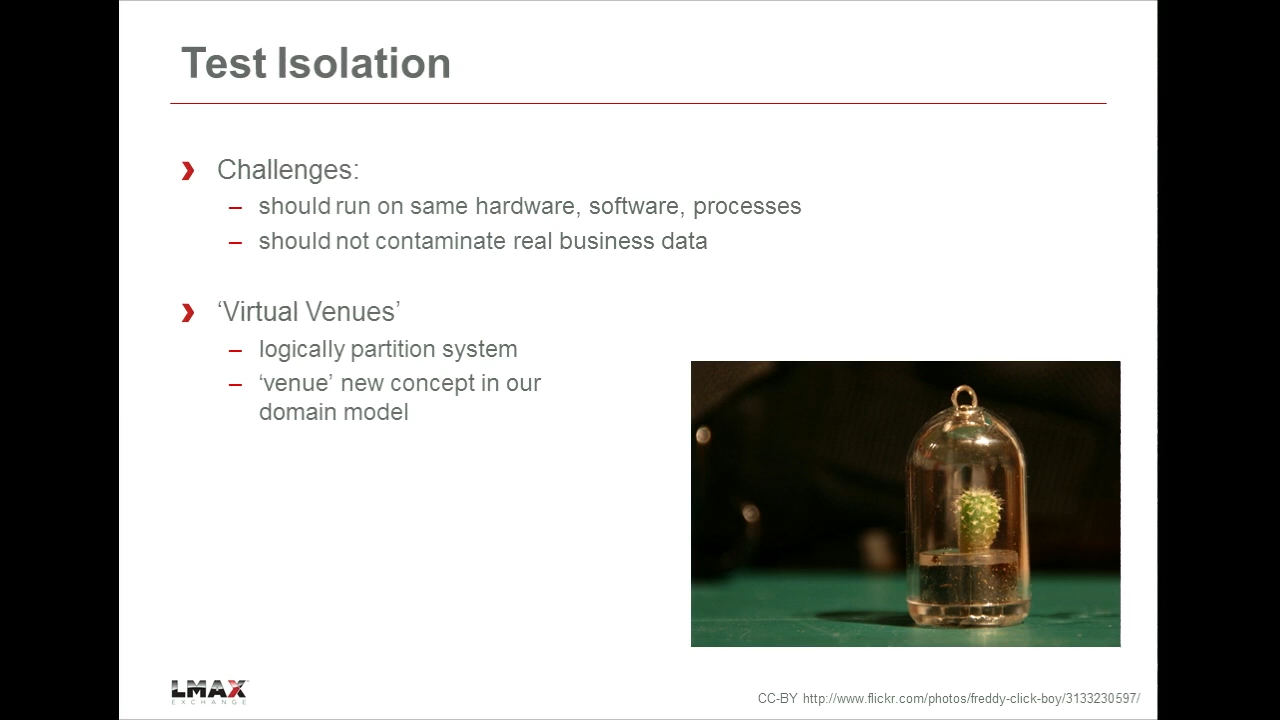 Test Isolation
Challenges:
– should run on same hardware, software, processes
– should not contaminate real business data
‘Virtual Venues’
– logically partition system
– ‘venue’ new concept in our
domain model
LMAX
EXCHANGE
CC-BY http://www.flickr.com/photos/freddy-click-boy/3133230597/